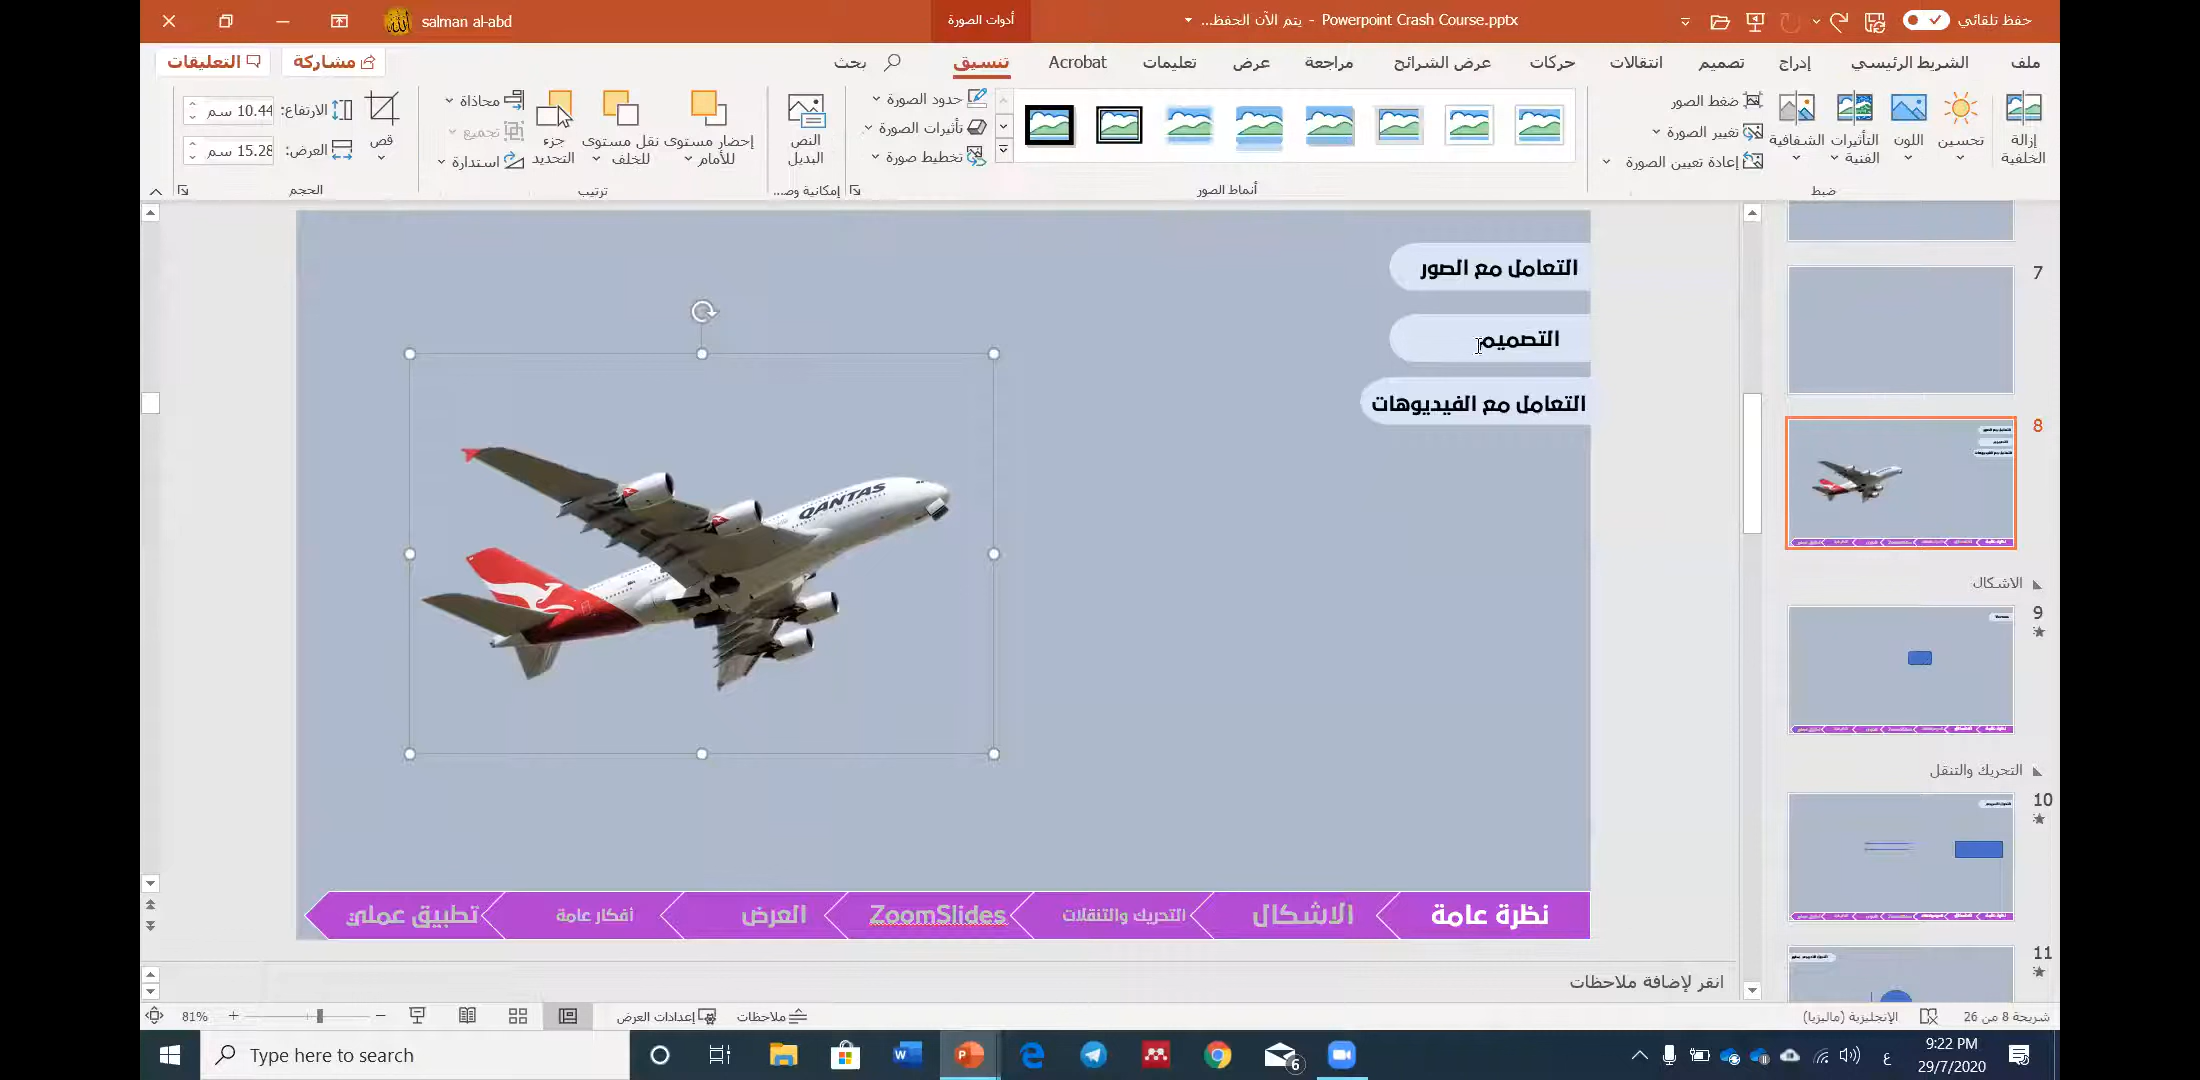 salman al-abd
أدوات الصورة
Powerpoint Crash Course.pptx - يتم الآن الحفظ...
حفظ تلقائي
ملف
الشريط الرئيسي
إدراج
تصميم
انتقالات
حركات
عرض الشرائح
مراجعة
عرض
تعليمات
Acrobat
تنسيق
بحث
مشاركة
التعليقات
إزالة الخلفية
تحسين
اللون
التأثيرات الفنية
الشفافية
ضغط الصور
تغيير الصورة
إعادة تعيين الصورة
ضبط
أنماط الصور
حدود الصورة
تأثيرات الصورة
تخطيط صورة
النص البديل
إمكانية وص...
إحضار مستوى للأمام
نقل مستوى للخلف
جزء التحديد
محاذاة
تجميع
استدارة
ترتيب
قص
الارتفاع: 10.44 سم
العرض: 15.28 سم
الحجم
التعامل مع الصور
التصميم
التعامل مع الفيديوهات
QANTAS
نظرة عامة
الاشكال
التحريك والتنقلات
ZoomSlides
العرض
أفكار عامة
تطبيق عملي
7
8
الاشكال
9
التحريك والتنقل
10
11
انقر لإضافة ملاحظات
شريحة 8 من 26
الإنجليزية (ماليزيا)
ملاحظات
إعدادات العرض
81%
Type here to search
6
ع
9:22 PM
29/7/2020